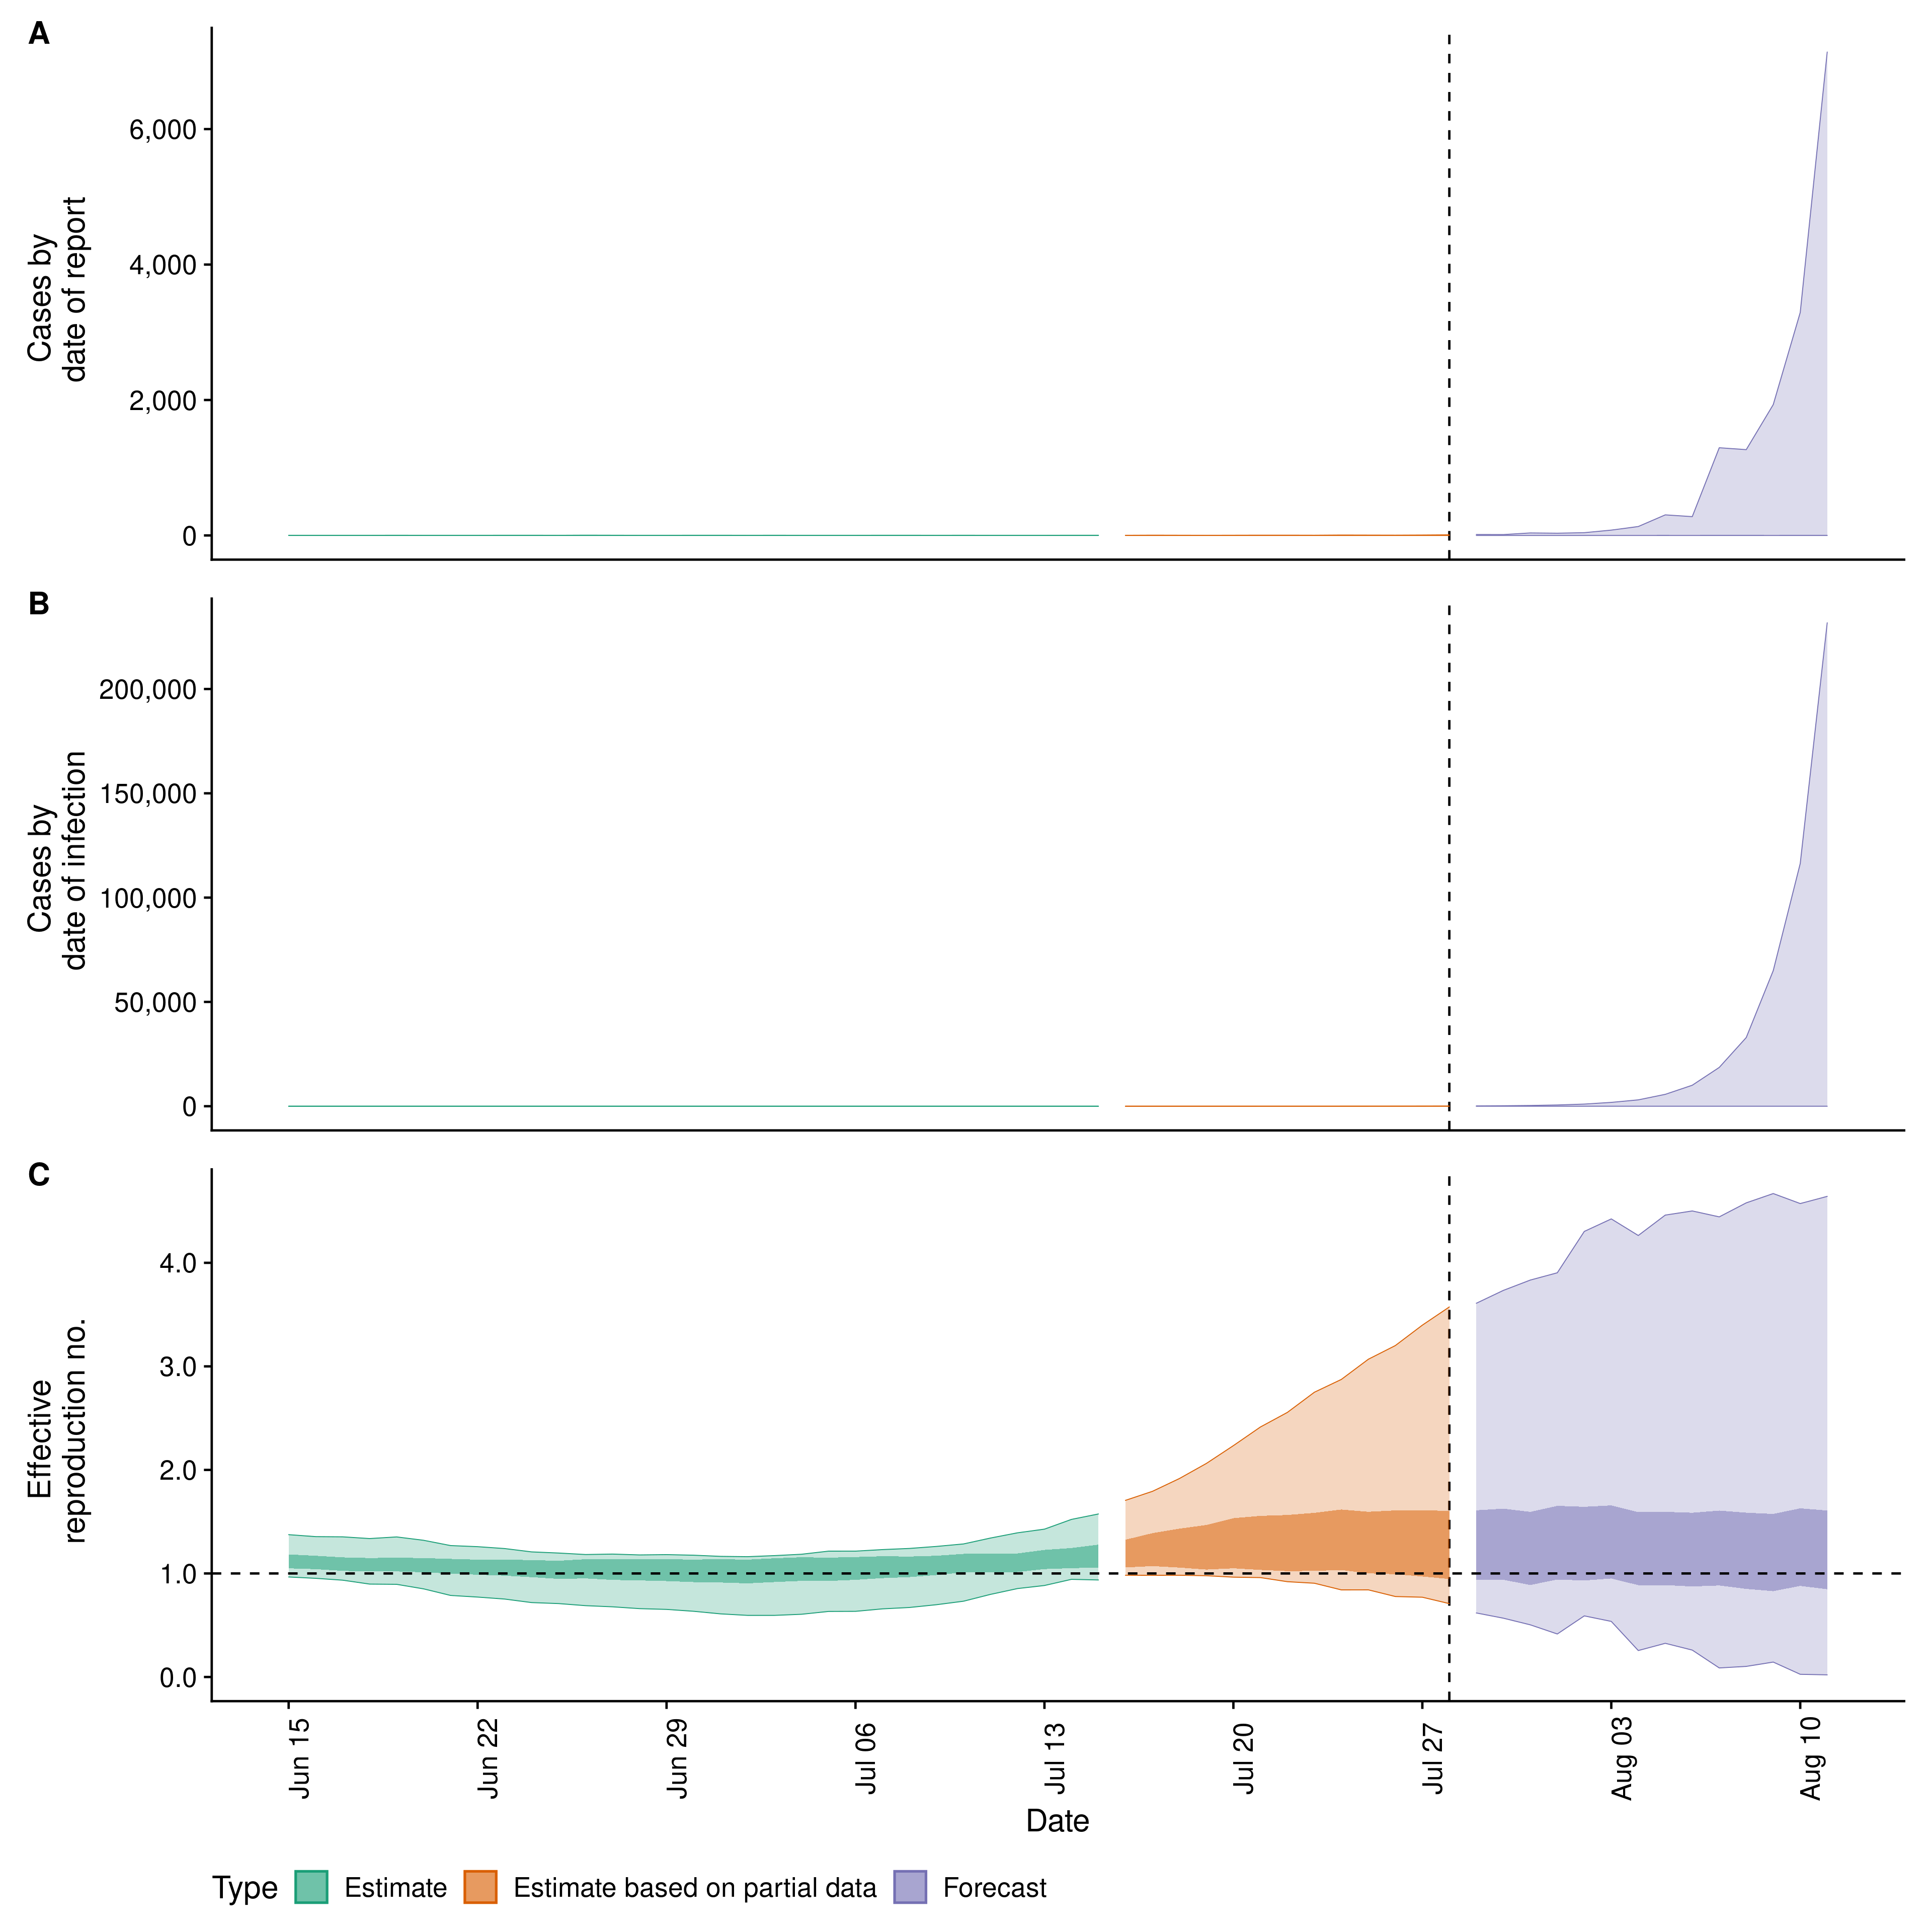 A
Cases by
date of report
6,000
4,000
2,000
0
B
Cases by
date of infection
200,000
150,000
100,000
50,000
0
C
Effective
reproduction no.
4.0
3.0
2.0
1.0
0.0
Jun 15
Jun 22
Jun 29
Jul 06
Jul 13
Jul 20
Jul 27
Aug 03
Aug 10
Date
Type Estimate Estimate based on partial data Forecast